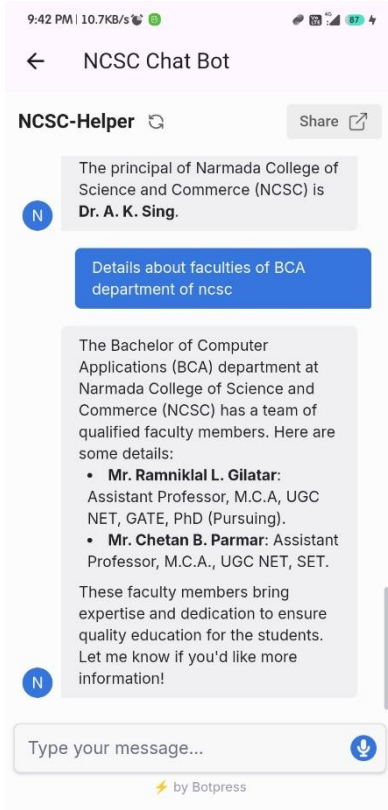 9:42 PM | 10.7KB/s
87
NCSC Chat Bot
NCSC-Helper
Share
The principal of Narmada College of
Science and Commerce (NCSC) is
Dr. A. K. Sing.
N
Details about faculties of BCA
department of ncsc
The Bachelor of Computer
Applications (BCA) department at
Narmada College of Science and
Commerce (NCSC) has a team of
qualified faculty members. Here are
some details:
• Mr. Ramniklal L. Gilatar:
Assistant Professor, M.C.A, UGC
NET, GATE, PhD (Pursuing).
• Mr. Chetan B. Parmar: Assistant
Professor, M.C.A., UGC NET, SET.
These faculty members bring
expertise and dedication to ensure
quality education for the students.
Let me know if you'd like more
information!
N
Type your message...
⚡ by Botpress